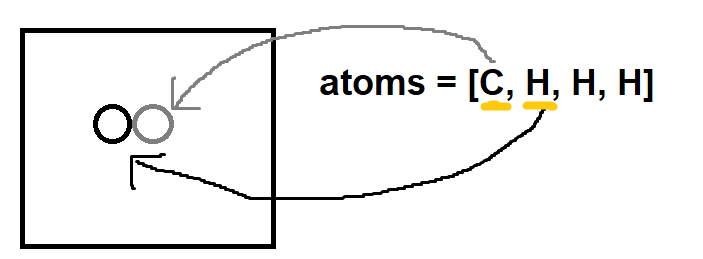 atoms = [C, H, H, H]